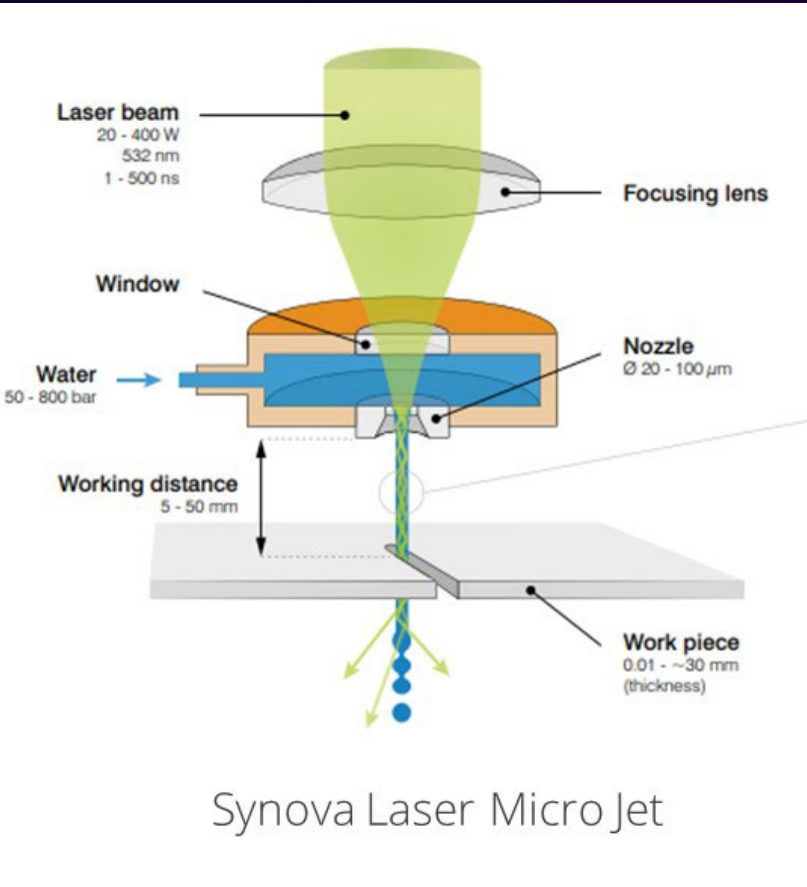 Laser beam
20 - 400 W
532 nm
1 - 500 ns
Focusing lens
Window
Nozzle
Ø 20 - 100 µm
Water
50 - 800 bar
Working distance
5 - 50 mm
Work piece
0.01 - ~30 mm
(thickness)
Synova Laser Micro Jet